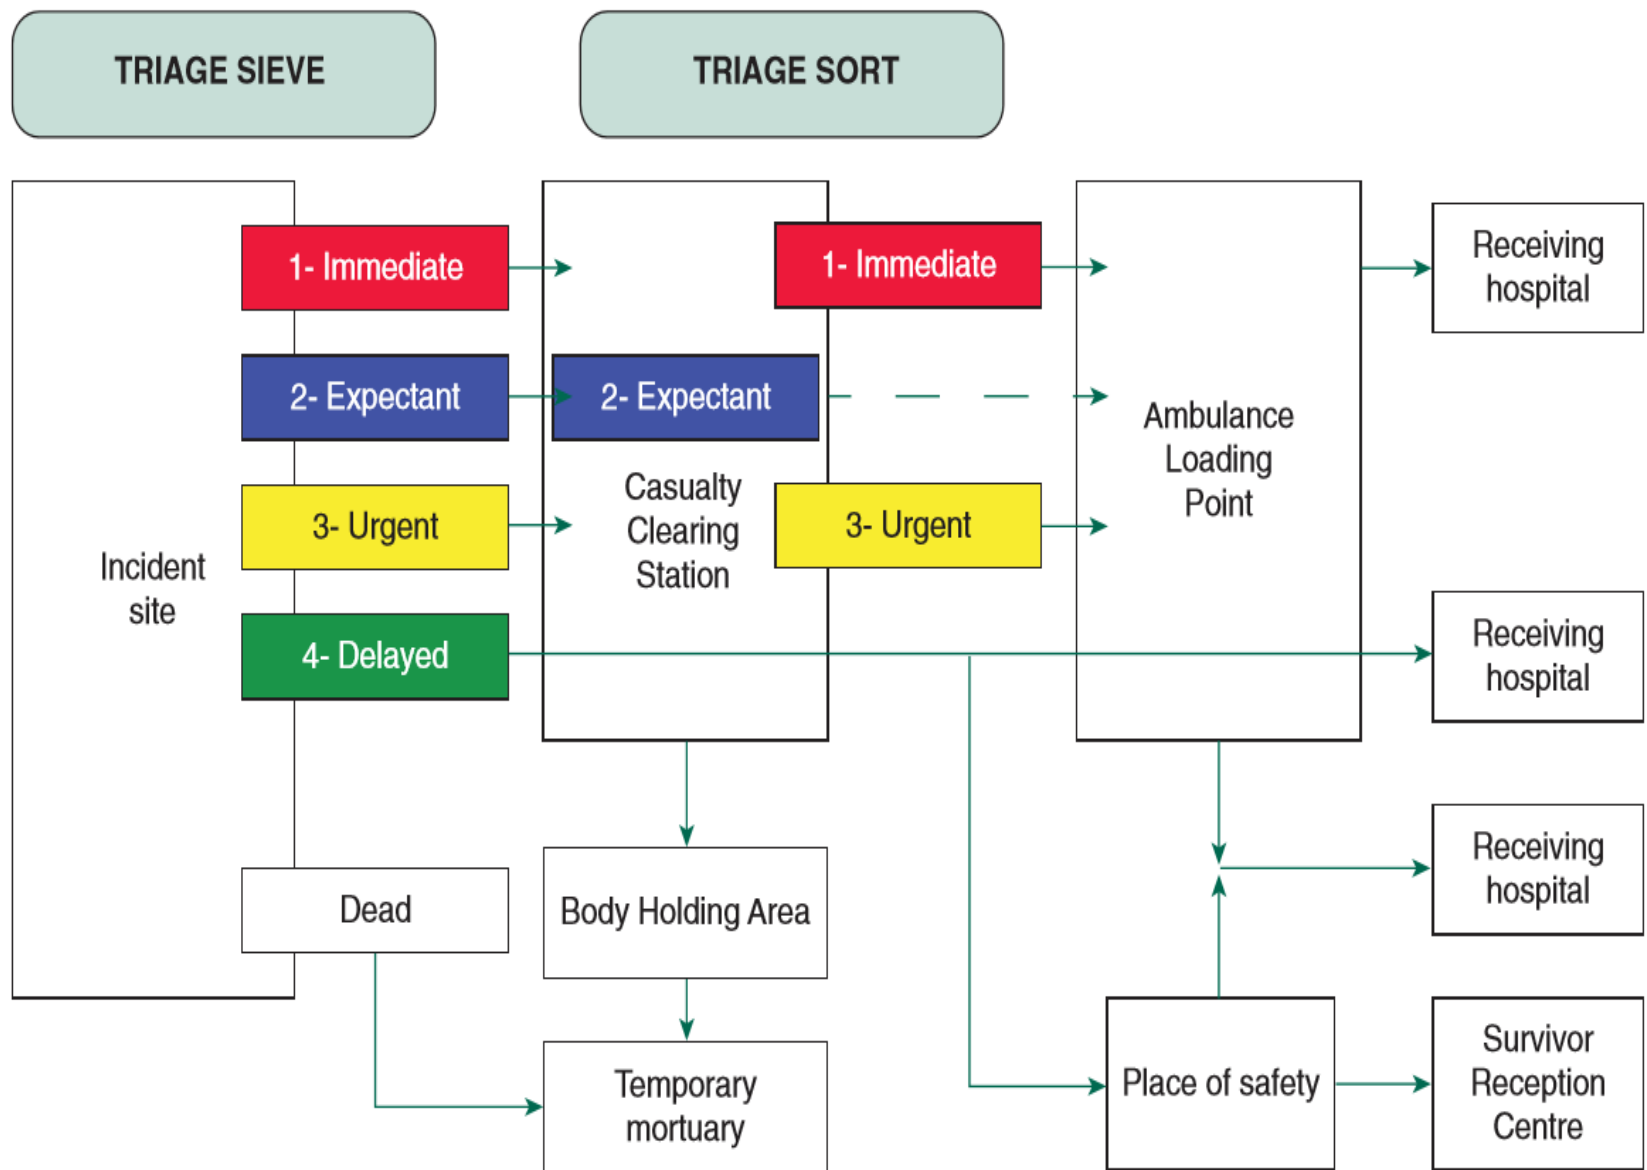 TRIAGE SIEVE
TRIAGE SORT
Incident
site
1- Immediate
2- Expectant
3- Urgent
4- Delayed
Dead
2- Expectant
Casualty
Clearing
Station
1- Immediate
3- Urgent
Ambulance
Loading
Point
Receiving
hospital
Receiving
hospital
Receiving
hospital
Body Holding Area
Temporary
mortuary
Place of safety
Survivor
Reception
Centre